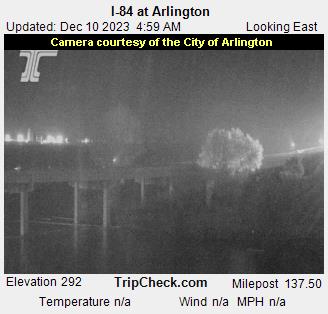 I-84 at Arlington
Updated: Dec 10 2023 4:59 AM Looking East
Camera courtesy of the City of Arlington
Elevation 292 TripCheck.com Milepost 137.50
Temperature n/a Wind n/a MPH n/a